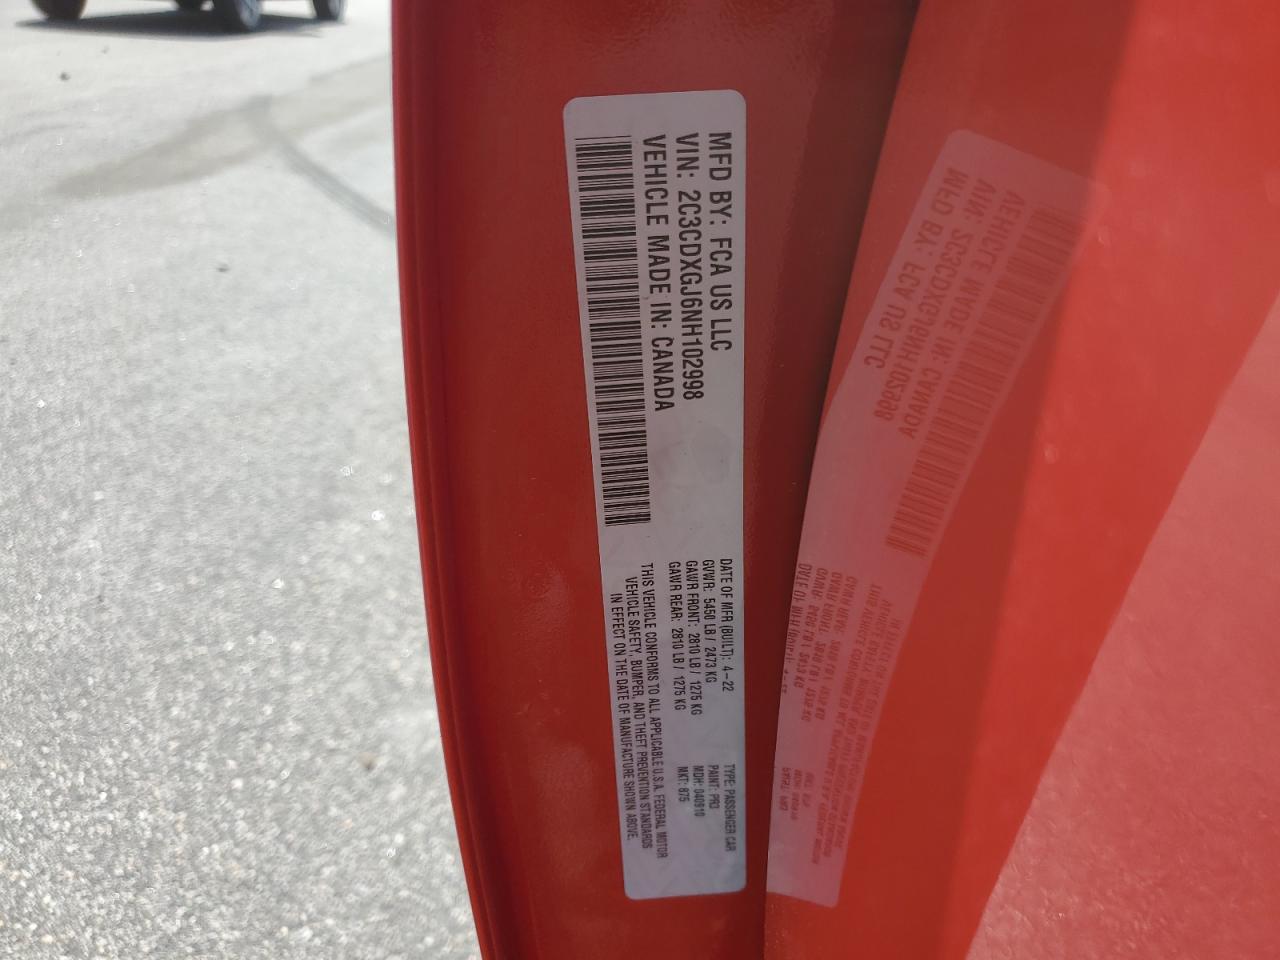 MFD BY: FCA US LLC
VIN: 2C3CDXGJ6NH102998
VEHICLE MADE IN: CANADA
DATE OF MFR (BUILT): 4-22
GVWR: 5450 LB / 2473 KG
GAWR FRONT: 2810 LB / 1275 KG
GAWR REAR: 2810 LB / 1275 KG
TYPE: PASSENGER CAR
PAINT: PR3
MDH: 040910
MKT: 875
THIS VEHICLE CONFORMS TO ALL APPLICABLE U.S.A. FEDERAL MOTOR
VEHICLE SAFETY, BUMPER, AND THEFT PREVENTION STANDARDS
IN EFFECT ON THE DATE OF MANUFACTURE SHOWN ABOVE.